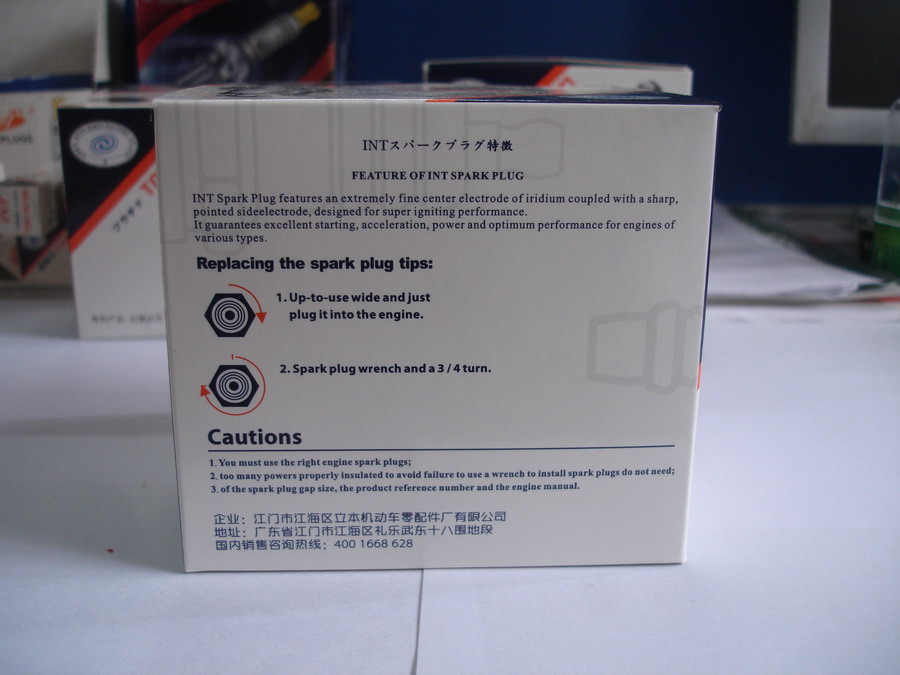 INTスパークプラグ特徴
FEATURE OF INT SPARK PLUG
INT Spark Plug features an extremely fine center electrode of iridium coupled with a sharp,
pointed sideelectrode, designed for super igniting performance.
It guarantees excellent starting, acceleration, power and optimum performance for engines of
various types.
Replacing the spark plug tips:
1. Up-to-use wide and just
plug it into the engine.
2. Spark plug wrench and a 3 / 4 turn.
Cautions
1. You must use the right engine spark plugs;
2. too many powers properly insulated to avoid failure to use a wrench to install spark plugs do not need;
3. of the spark plug gap size, the product reference number and the engine manual.
企业：江门市江海区立本机动车零配件厂有限公司
地址：广东省江门市江海区礼乐武东十八围地段
国内销售咨询热线：400 1668 628
PLUGS
プラチナ